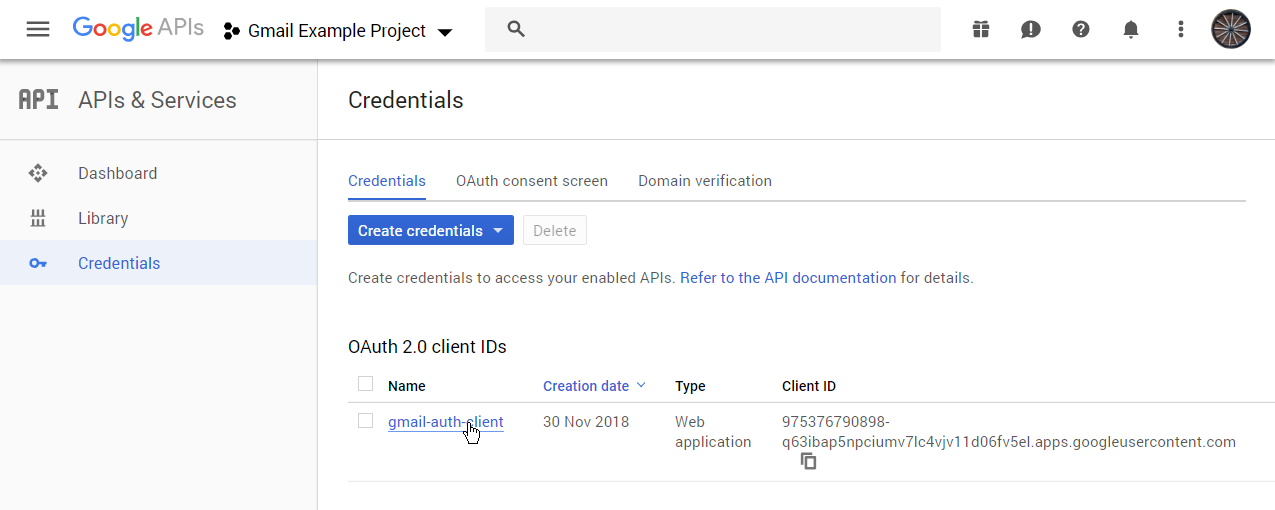 Google APIs Gmail Example Project
API APIs & Services
Credentials
Dashboard
Library
Credentials
Credentials OAuth consent screen Domain verification
Create credentials Delete
Create credentials to access your enabled APIs. Refer to the API documentation for details.
OAuth 2.0 client IDs
Name Creation date Type Client ID
gmail-auth-client 30 Nov 2018 Web application 975376790898-
q63ibap5npciumv7lc4vjv11d06fv5el.apps.googleusercontent.com